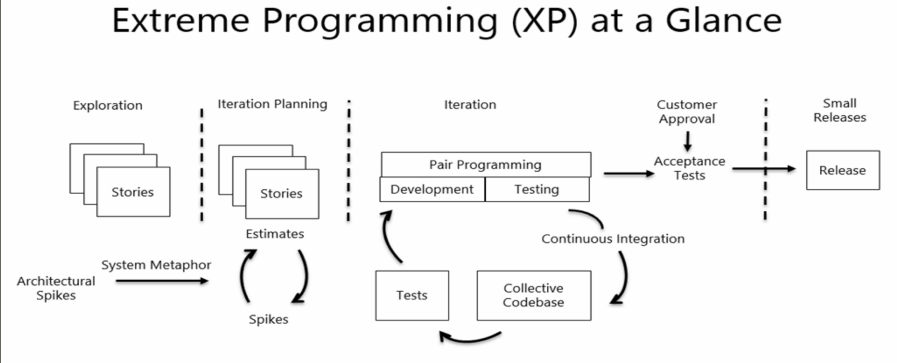 Extreme Programming (XP) at a Glance
Exploration
Iteration Planning
Iteration
Customer
Approval
Small
Releases
Stories
Stories
Pair Programming
Development
Testing
Acceptance
Tests
Release
Estimates
Continuous Integration
System Metaphor
Architectural
Spikes
Spikes
Tests
Collective
Codebase